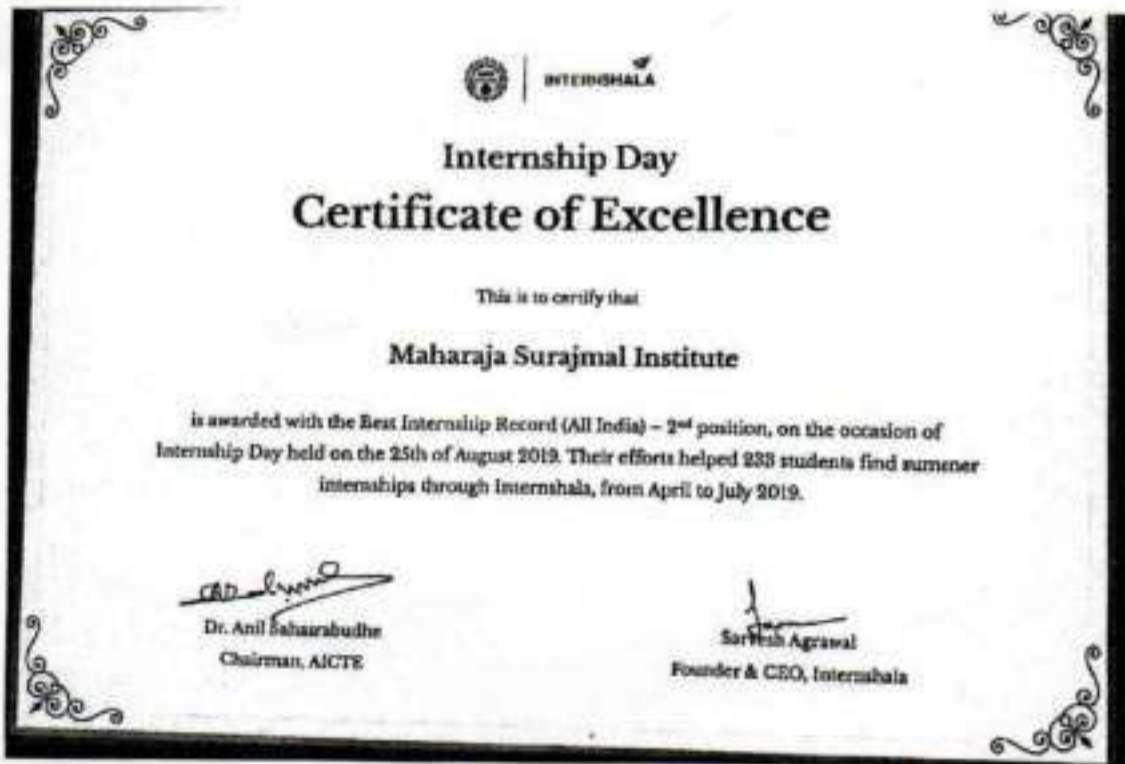 INTERNSHALA
Internship Day
Certificate of Excellence
This is to certify that
Maharaja Surajmal Institute
is awarded with the Best Internship Record (All India) – 2nd position, on the occasion of
Internship Day held on the 25th of August 2019. Their efforts helped 233 students find summer
internships through Internshala, from April to July 2019.
Dr. Anil Sahasrabudhe
Sarvesh Agrawal
Chairman, AICTE
Founder & CEO, Internshala